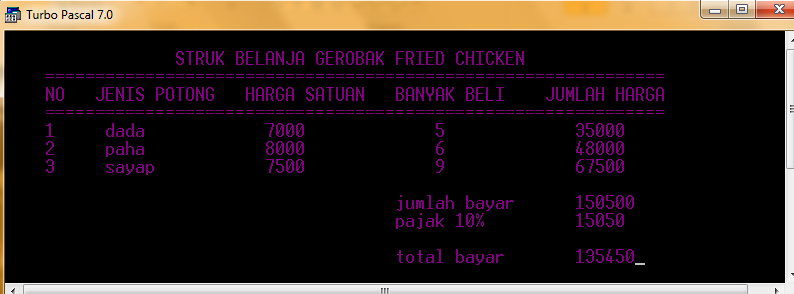 Turbo Pascal 7.0
STRUK BELANJA GEROBAK FRIED CHICKEN
==============================================================
NO JENIS POTONG HARGA SATUAN BANYAK BELI JUMLAH HARGA
==============================================================
1 dada 7000 5 35000
2 paha 8000 6 48000
3 sayap 7500 9 67500
jumlah bayar 150500
pajak 10% 15050
total bayar 135450_